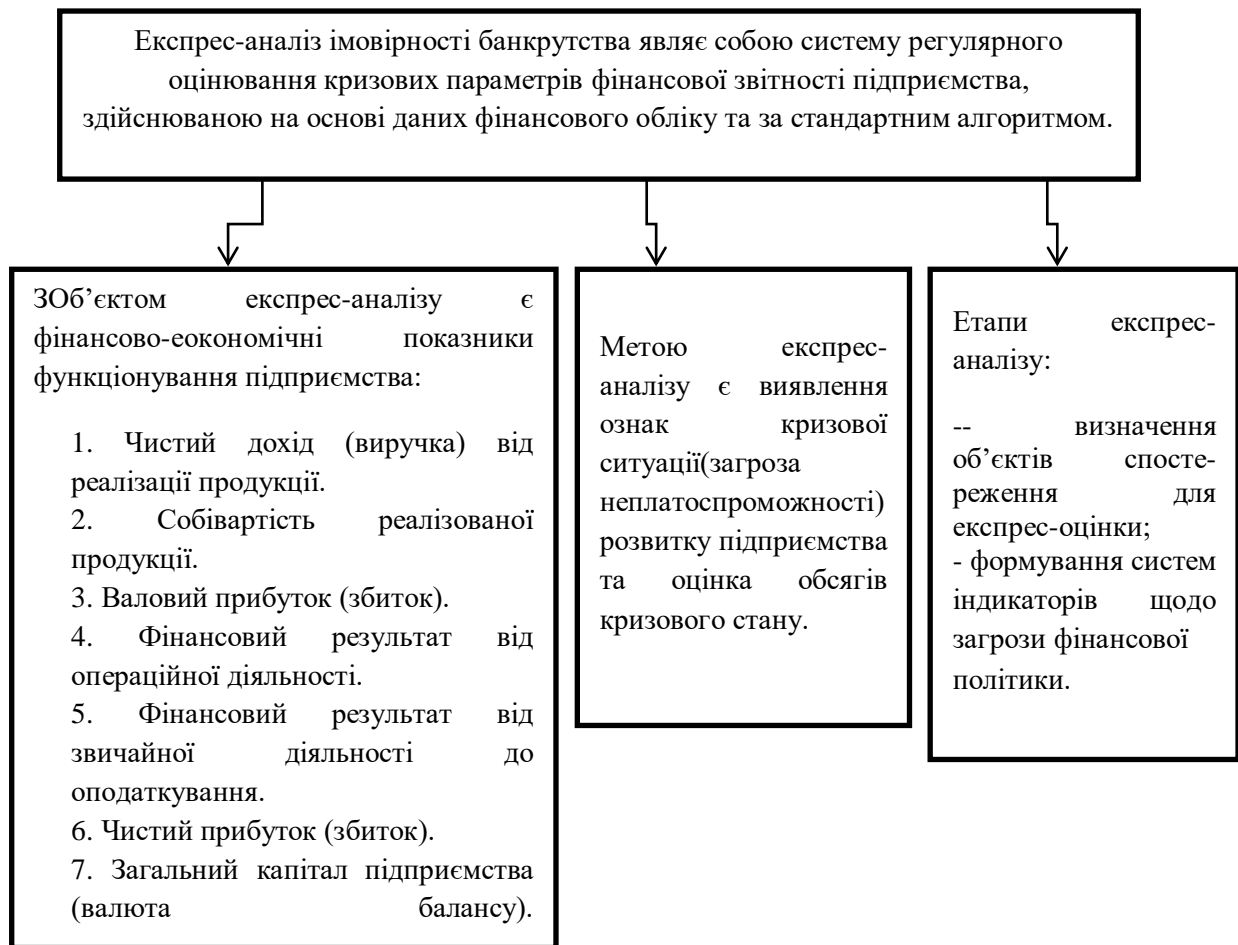 Експрес-аналіз імовірності банкрутства являє собою систему регулярного
оцінювання кризових параметрів фінансової звітності підприємства,
здійснюваною на основі даних фінансового обліку та за стандартним алгоритмом.
ЗОб’єктом експрес-аналізу є
фінансово-еокономічні показники
функціонування підприємства:
1. Чистий дохід (виручка) від
реалізації продукції.
2. Собівартість реалізованої
продукції.
3. Валовий прибуток (збиток).
4. Фінансовий результат від
операційної діяльності.
5. Фінансовий результат від
звичайної діяльності до
оподаткування.
6. Чистий прибуток (збиток).
7. Загальний капітал підприємства
(валюта балансу).
Метою експрес-
аналізу є виявлення
ознак кризової
ситуації(загроза
неплатоспроможності)
розвитку підприємства
та оцінка обсягів
кризового стану.
Етапи експрес-
аналізу:
-- визначення
об’єктів спосте-
реження для
експрес-оцінки;
- формування систем
індикаторів щодо
загрози фінансової
політики.